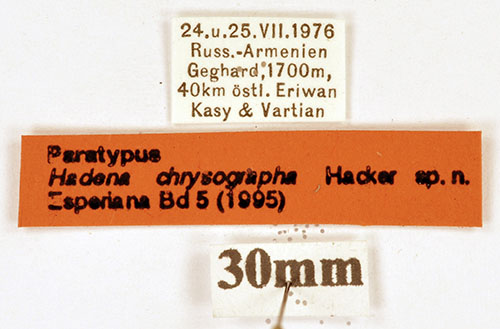 24.u.25.VII.1976
Russ.-Armenien
Geghard, 1700m,
40km östl. Eriwan
Kasy & Vartian
Paratypus
Hadena chrysographa Hacker sp. n.
Esperiana Bd 5 (1995)
30mm